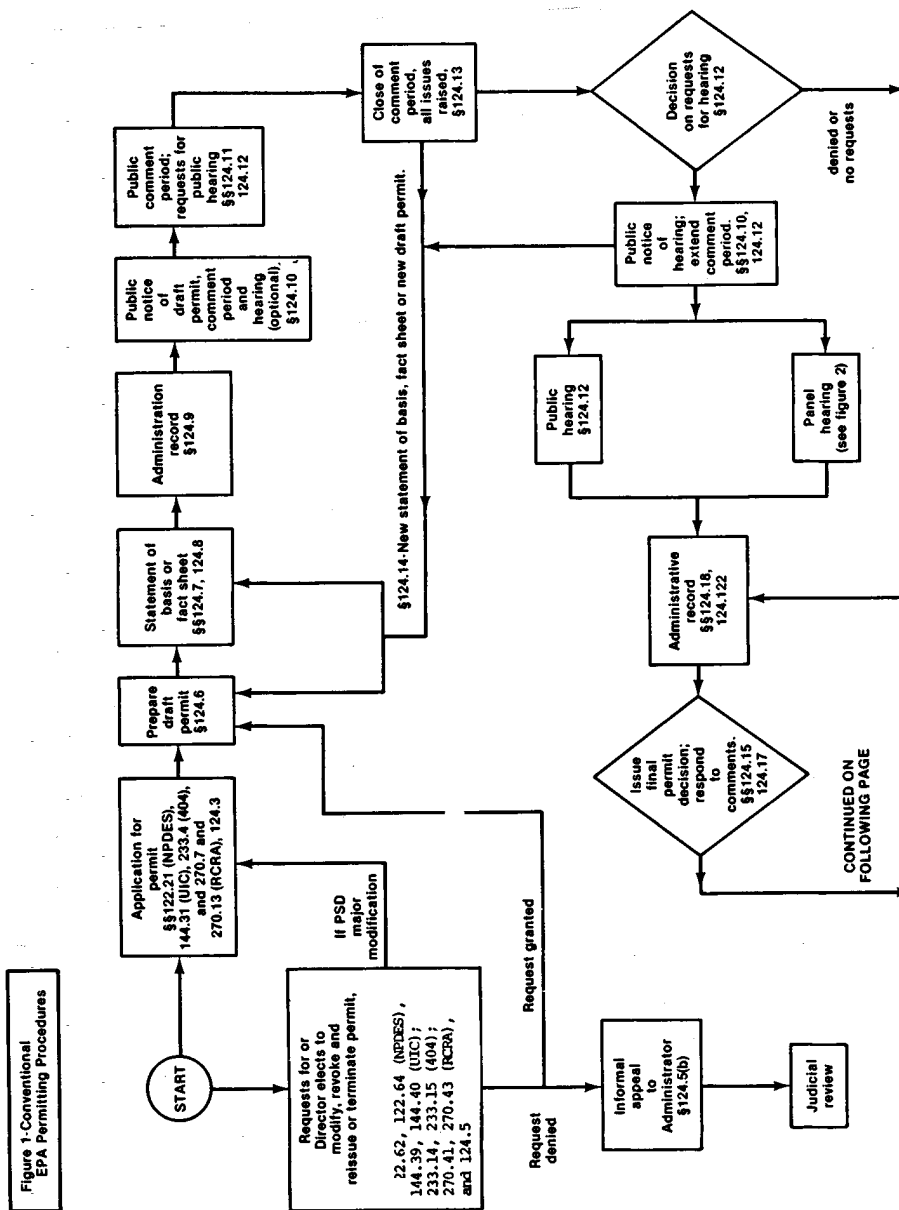 Figure 1-Conventional
EPA Permitting Procedures
START
Application for
permit
§§122.21 (NPDES),
144.31 (UIC), 233.4 (404),
and 270.7 and
270.13 (RCRA), 124.3
Prepare
draft
permit
§124.6
Statement of
basis or
fact sheet
§§124.7, 124.8
Administration
record
§124.9
Public notice
of draft
permit,
comment
period and
hearing
(optional),
§124.10
Public
comment
period;
requests for
public
hearing
§§124.11
124.12
Requests for or
Director elects to
modify, revoke and
reissue or terminate permit,
22.62, 122.64 (NPDES),
144.39, 144.40 (UIC);
233.14, 233.15 (404);
270.41, 270.43 (RCRA),
and 124.5
If PSD
major
modification
Request granted
Request
denied
Informal
appeal
to
Administrator
§124.5(b)
Judicial
review
§124.14-New statement of basis, fact sheet or new draft permit.
Close of
comment
period,
all issues
raised,
§124.13
Decision
on requests
for hearing
§124.12
denied or
no requests
Public notice
of
hearing;
extend
comment
period.
§§124.10,
124.12
Public
hearing
§124.12
Panel
hearing
(see figure 2)
Administrative
record
§§124.18,
124.122
Issue
final
permit
decision;
respond
to
comments.
§§124.15
124.17
CONTINUED ON
FOLLOWING PAGE